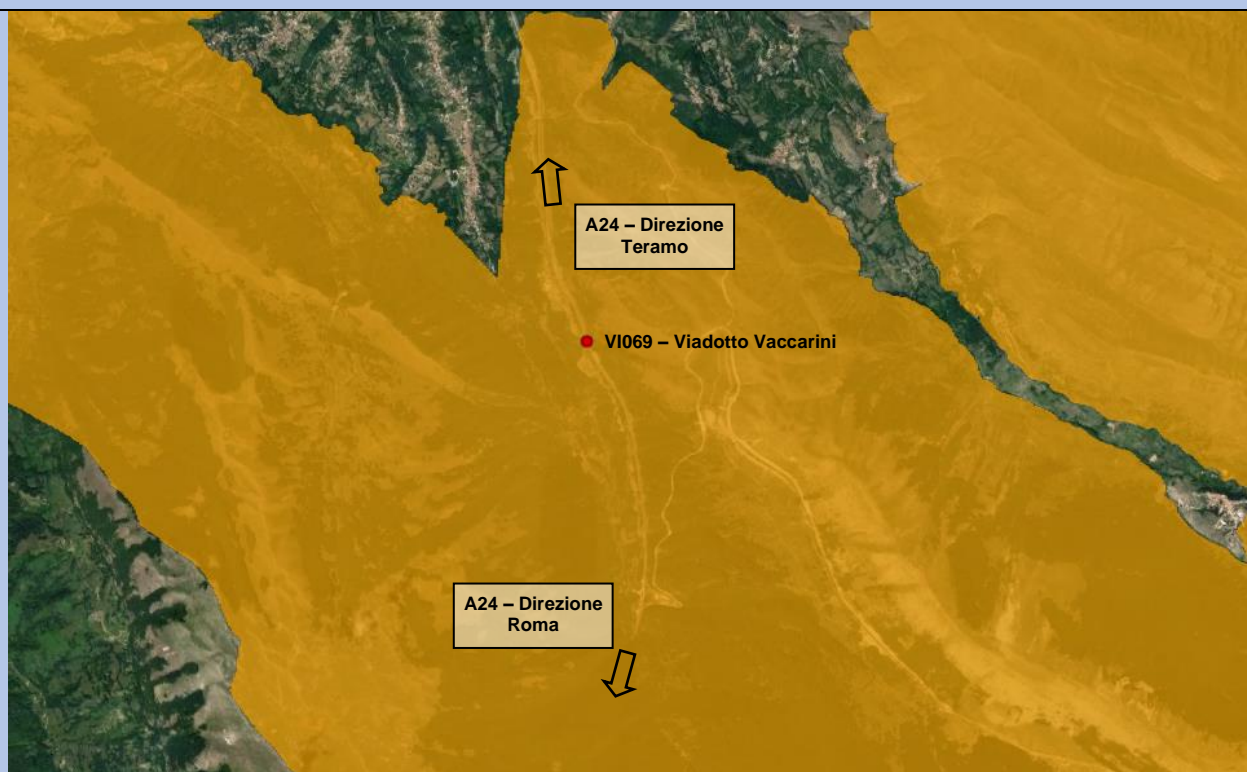 A24 – Direzione
Teramo
VI069 – Viadotto Vaccarini
A24 – Direzione
Roma